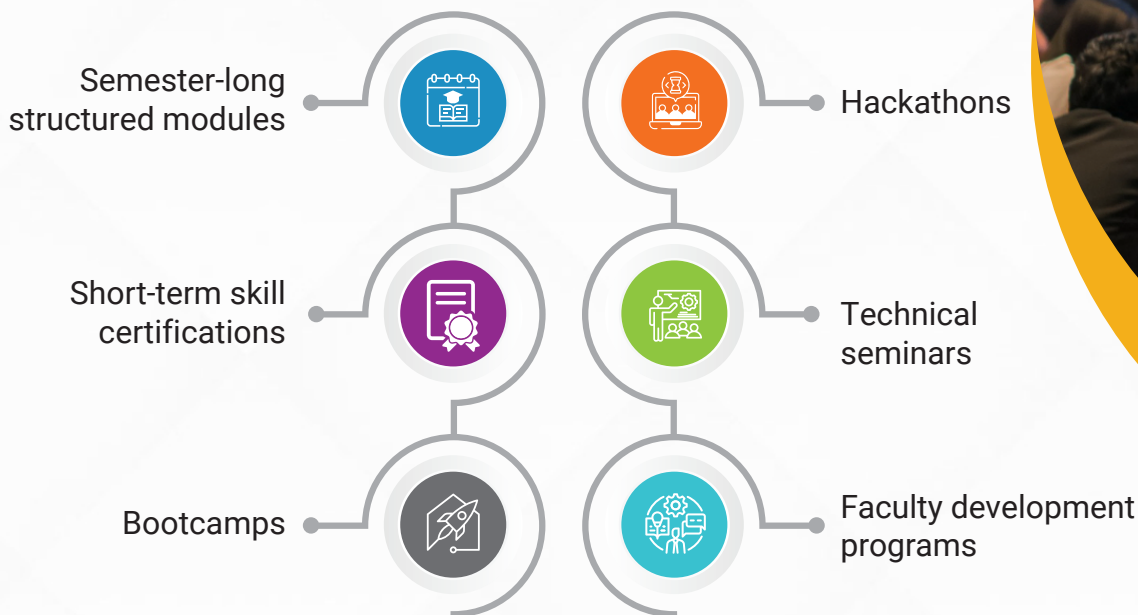 Semester-long
structured modules
Short-term skill
certifications
Bootcamps
Hackathons
Technical
seminars
Faculty development
programs